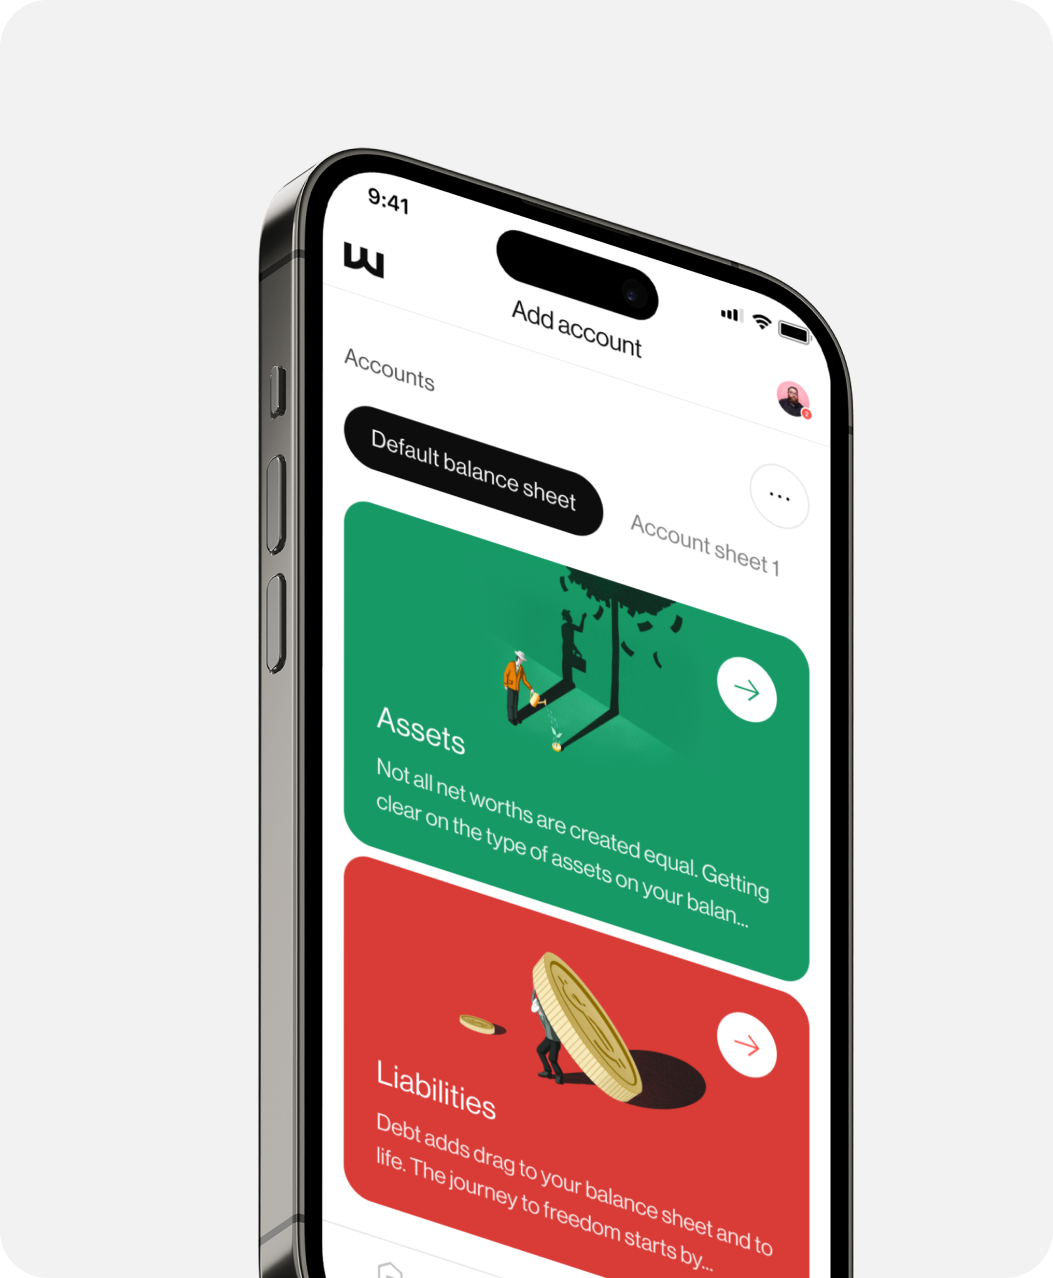 9:41
Add account
Accounts
Default balance sheet
Account sheet 1
Assets
Not all net worths are created equal. Getting
clear on the type of assets on your balan...
Liabilities
Debt adds drag to your balance sheet and to
life. The journey to freedom starts by...